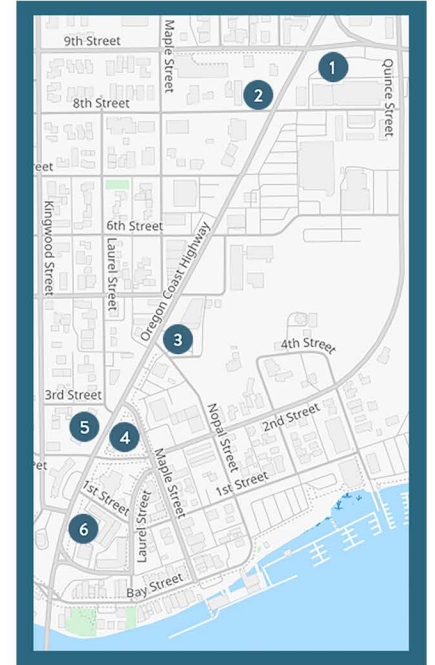 9th Street
Maple Street
1
Quince Street
2
8th Street
reet
Kingwood Street
6th Street
Laurel Street
Oregon Coast Highway
3
4th Street
3rd Street
5
4
Nopal Street
2nd Street
et
Maple Street
1st Street
1st Street
Laurel Street
6
Bay Street